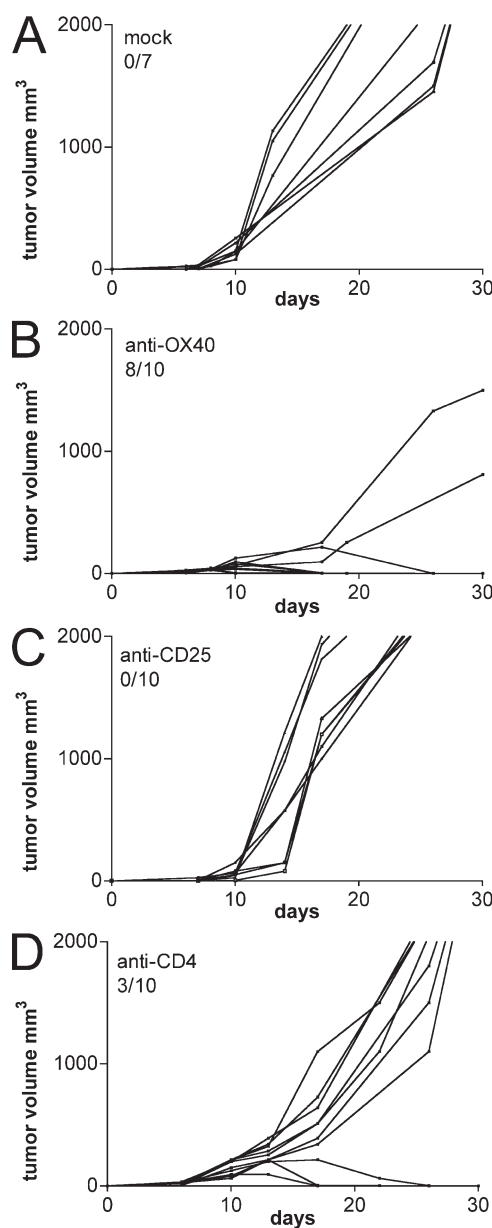 A
mock
0/7
2000
1000
0
tumor volume mm³
0 10 20 30
days
B
anti-OX40
8/10
2000
1000
0
tumor volume mm³
0 10 20 30
days
C
anti-CD25
0/10
2000
1000
0
tumor volume mm³
0 10 20 30
days
D
anti-CD4
3/10
2000
1000
0
tumor volume mm³
0 10 20 30
days